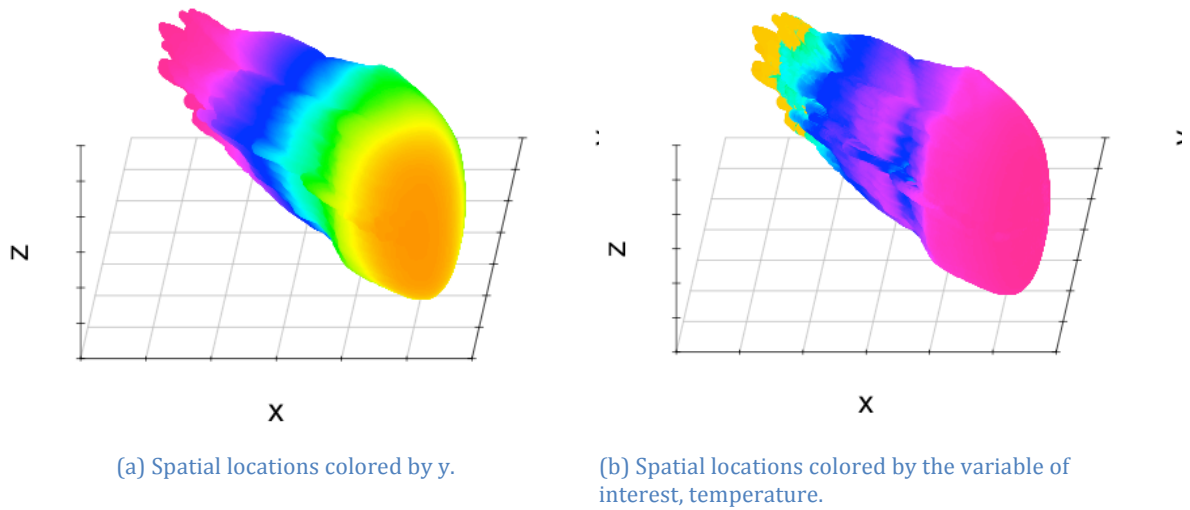 Z
X
Z
X
(a) Spatial locations colored by y.
(b) Spatial locations colored by the variable of
interest, temperature.